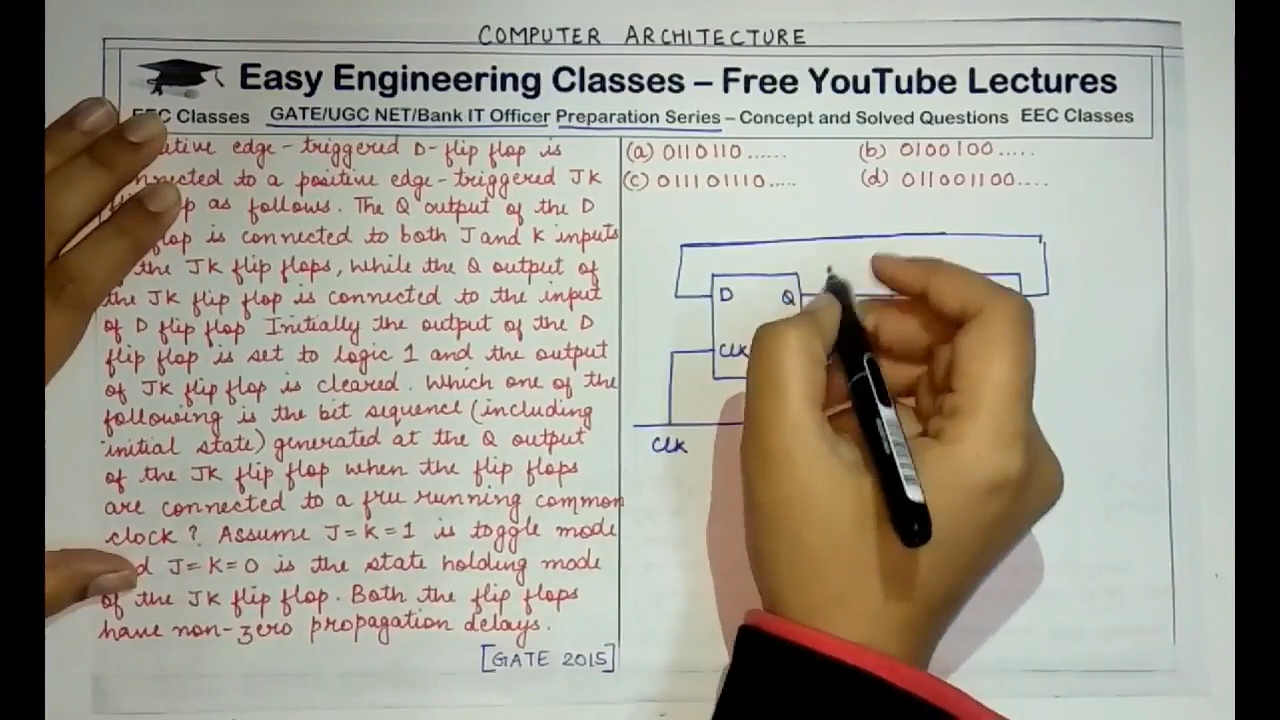 COMPUTER ARCHITECTURE
Easy Engineering Classes – Free YouTube Lectures
EEC Classes GATE/UGC NET/Bank IT Officer Preparation Series – Concept and Solved Questions EEC Classes
edge-triggered D-flip flop is
to a positive edge-triggered JK
as follows. The Q output of the D
flop is connected to both J and K inputs
the JK flip flops, while the Q output of
the JK flip flop is connected to the input
of D flip flop Initially the output of the D
flip flop is set to logic 1 and the output
of JK flip flop is cleared. Which one of the
following is the bit sequence (including
initial state) generated at the Q output
of the JK flip flop when the flip flops
are connected to a free running common
clock? Assume J=K=1 is toggle mode
J=K=0 is the state holding mode
of the JK flip flop. Both the flip flops
have non-zero propagation delays.
[GATE 2015]
(a) 0110110...... (b) 0100100.....
(c) 011101110..... (d) 011001100....
D Q
CLK
CLK